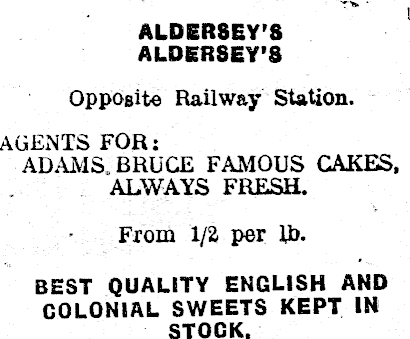 ALDERSEY'S
ALDERSEY'S
Opposite Railway Station.
AGENTS FOR:
ADAMS, BRUCE FAMOUS CAKES,
ALWAYS FRESH.
From 1/2 per lb.
BEST QUALITY ENGLISH AND
COLONIAL SWEETS KEPT IN
STOCK.